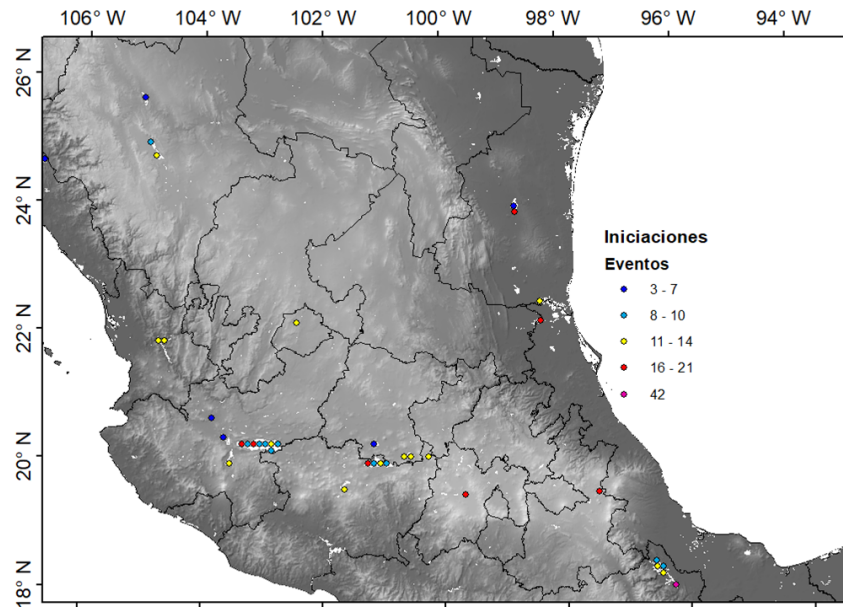 106° W 104° W 102° W 100° W 98° W 96° W 94° W
26° N
24° N
22° N
20° N
18° N
Iniciaciones
Eventos
3 - 7
8 - 10
11 - 14
16 - 21
42